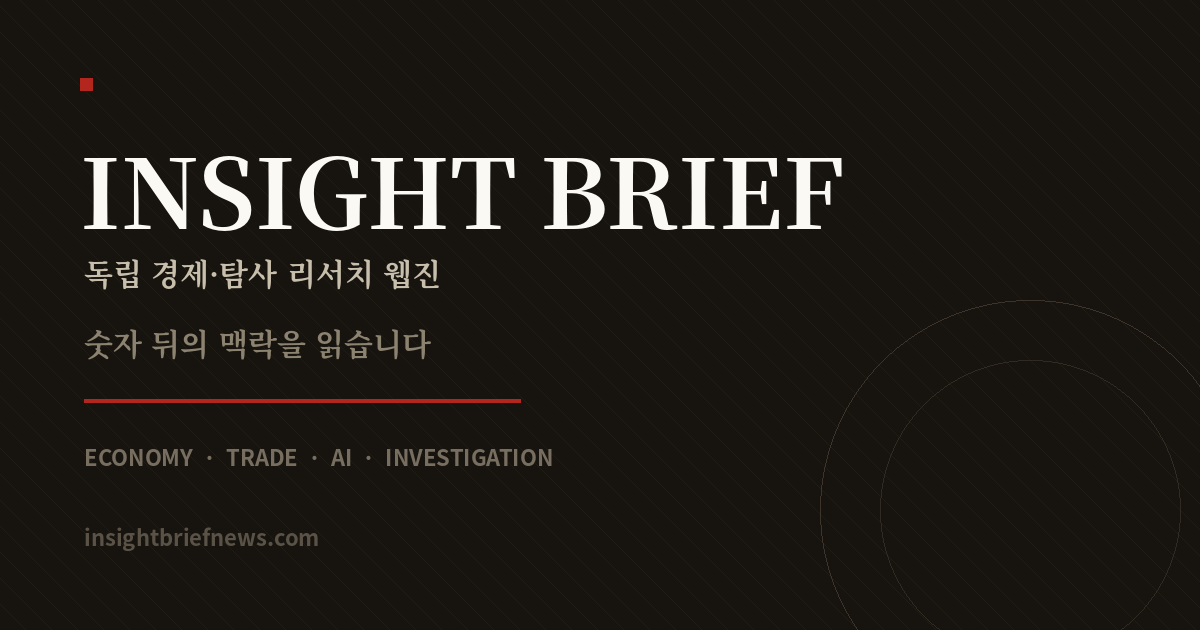 INSIGHT BRIEF
독립 경제·탐사 리서치 웹진
숫자 뒤의 맥락을 읽습니다
ECONOMY · TRADE · AI · INVESTIGATION
insightbriefnews.com